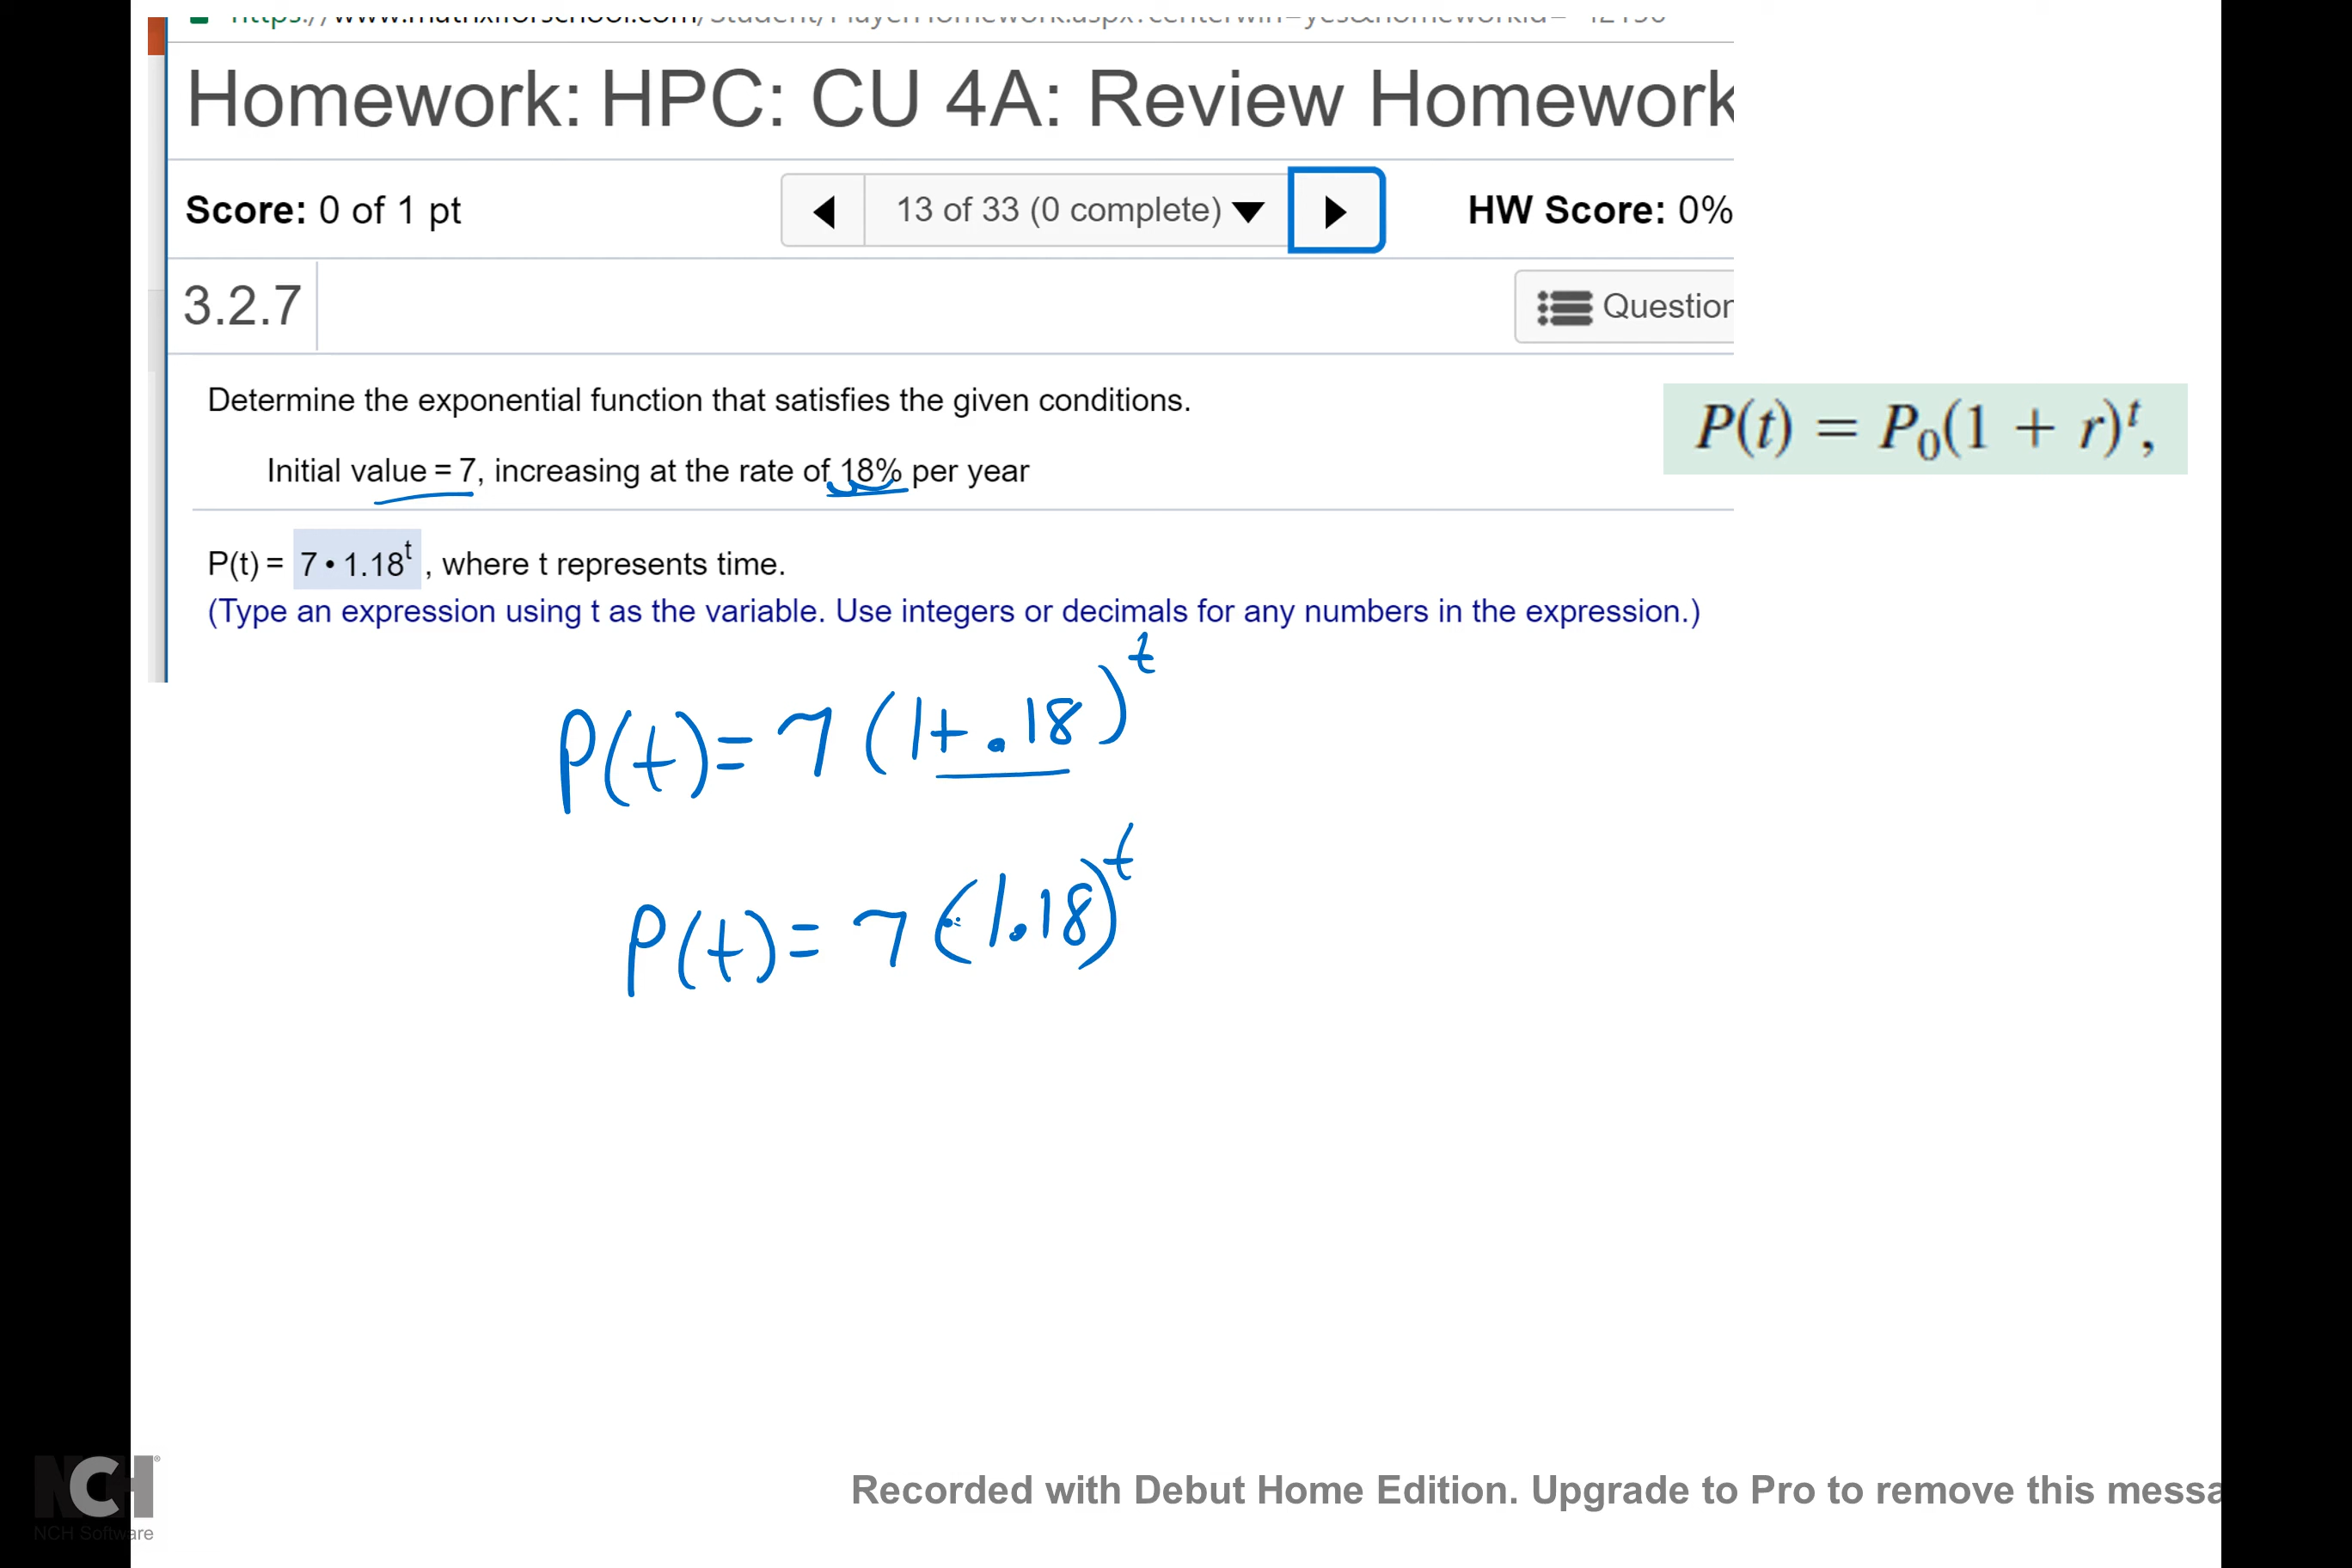 Homework: HPC: CU 4A: Review Homework
Score: 0 of 1 pt
13 of 33 (0 complete)
HW Score: 0%
3.2.7
Question
Determine the exponential function that satisfies the given conditions.
P(t) = P₀(1 + r)ᵗ,
Initial value = 7, increasing at the rate of 18% per year
P(t) = 7 • 1.18ᵗ , where t represents time.
(Type an expression using t as the variable. Use integers or decimals for any numbers in the expression.)
P(t) = 7 (1+.18)ᵗ
P(t) = 7 (1.18)ᵗ
NCH®
NCH Software
Recorded with Debut Home Edition. Upgrade to Pro to remove this messa